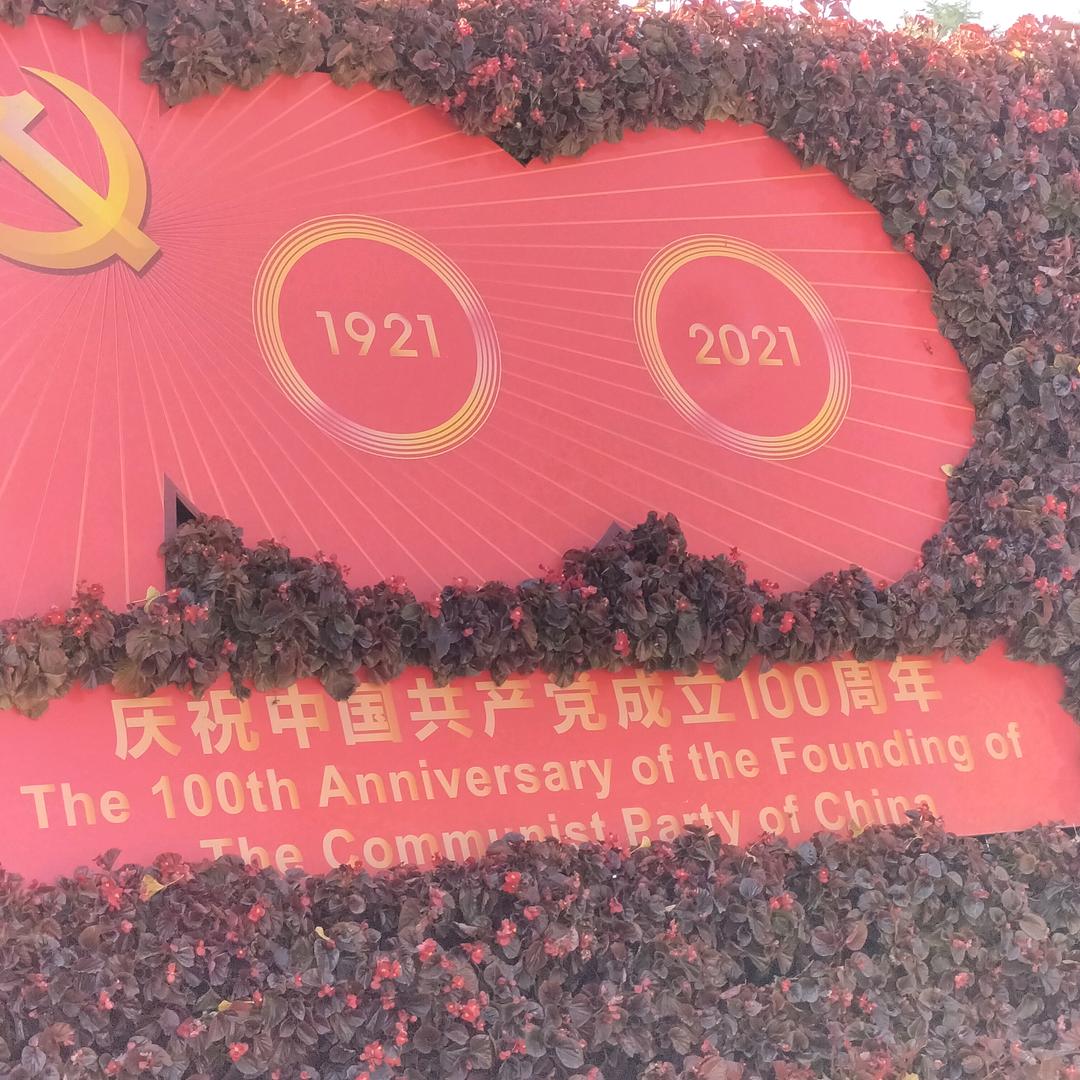 1921
2021
庆祝中国共产党成立100周年
The 100th Anniversary of the Founding of
The Communist Party of China